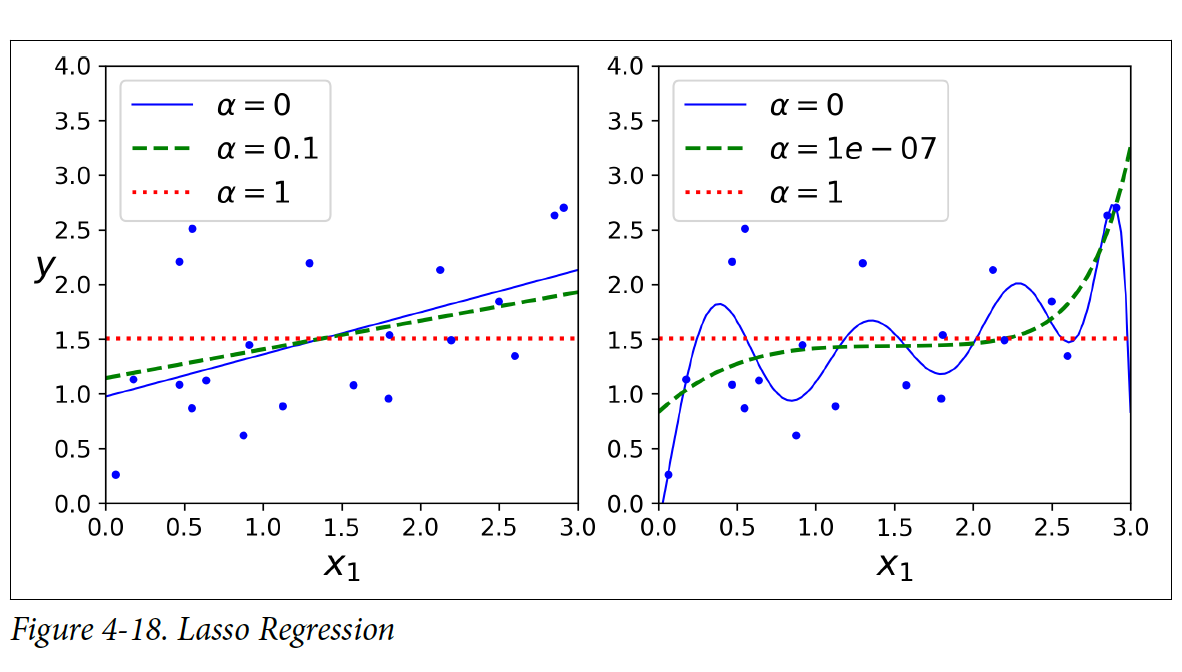 4.0
3.5
3.0
2.5
2.0
1.5
1.0
0.5
0.0
y
α = 0
α = 0.1
α = 1
0.0 0.5 1.0 1.5 2.0 2.5 3.0
x₁
4.0
3.5
3.0
2.5
2.0
1.5
1.0
0.5
0.0
α = 0
α = 1e − 07
α = 1
0.0 0.5 1.0 1.5 2.0 2.5 3.0
x₁
Figure 4-18. Lasso Regression